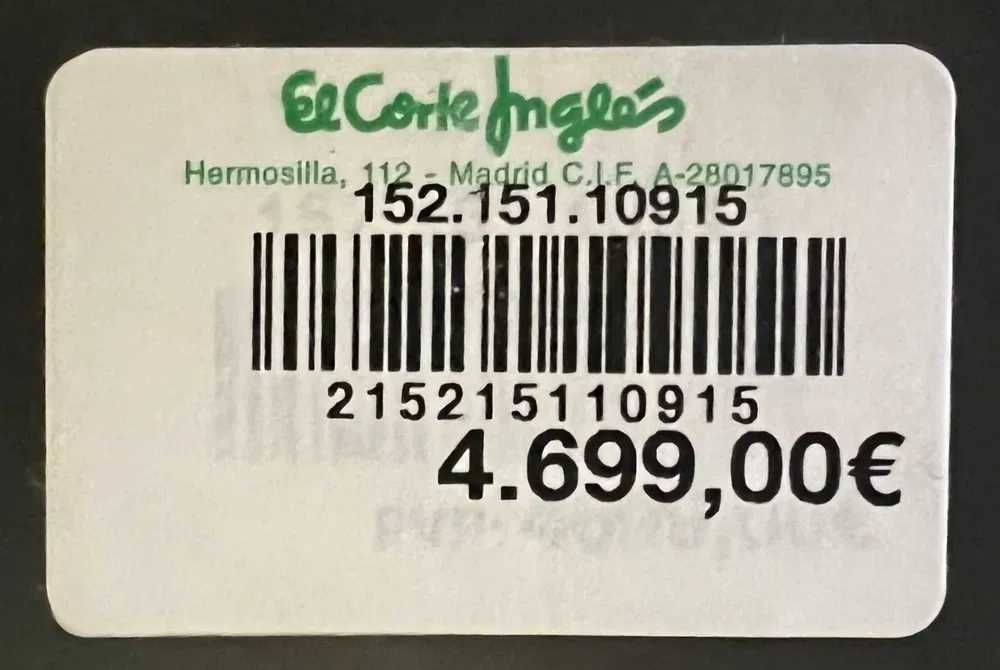 El Corte Inglés
Hermosilla, 112 - Madrid C.I.F. A-28017895
152.151.10915
215215110915
4.699,00€